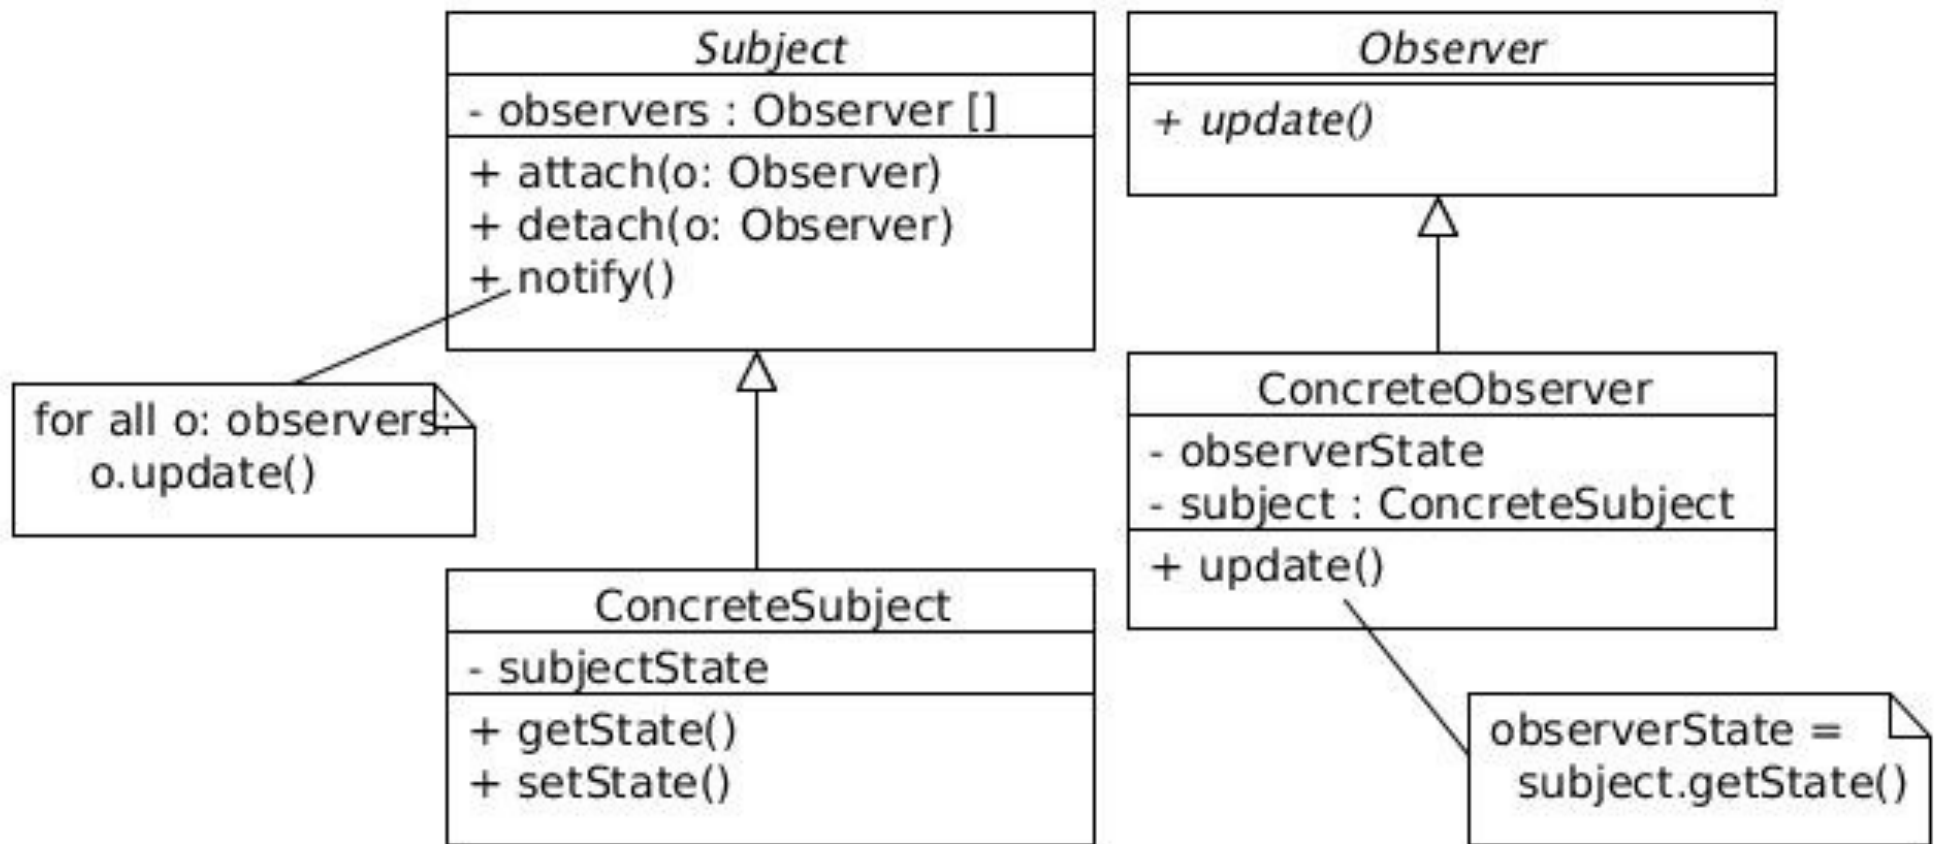 Subject
- observers : Observer []
+ attach(o: Observer)
+ detach(o: Observer)
+ notify()
Observer
+ update()
for all o: observers:
o.update()
ConcreteObserver
- observerState
- subject : ConcreteSubject
+ update()
ConcreteSubject
- subjectState
+ getState()
+ setState()
observerState =
subject.getState()